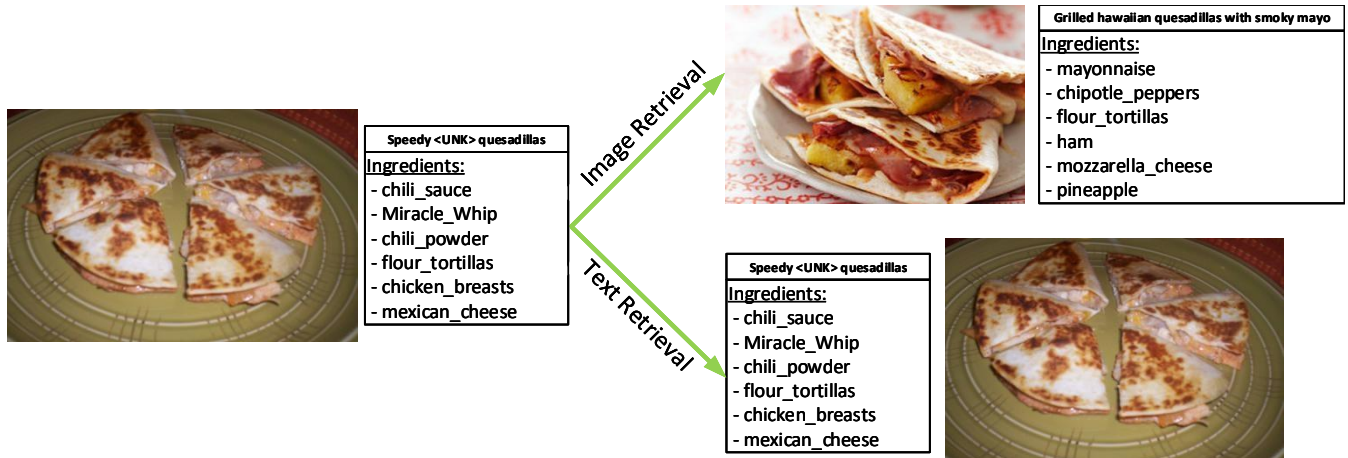 Speedy <UNK> quesadillas
Ingredients:
- chili_sauce
- Miracle_Whip
- chili_powder
- flour_tortillas
- chicken_breasts
- mexican_cheese
Image Retrieval
Text Retrieval
Grilled hawaiian quesadillas with smoky mayo
Ingredients:
- mayonnaise
- chipotle_peppers
- flour_tortillas
- ham
- mozzarella_cheese
- pineapple
Speedy <UNK> quesadillas
Ingredients:
- chili_sauce
- Miracle_Whip
- chili_powder
- flour_tortillas
- chicken_breasts
- mexican_cheese